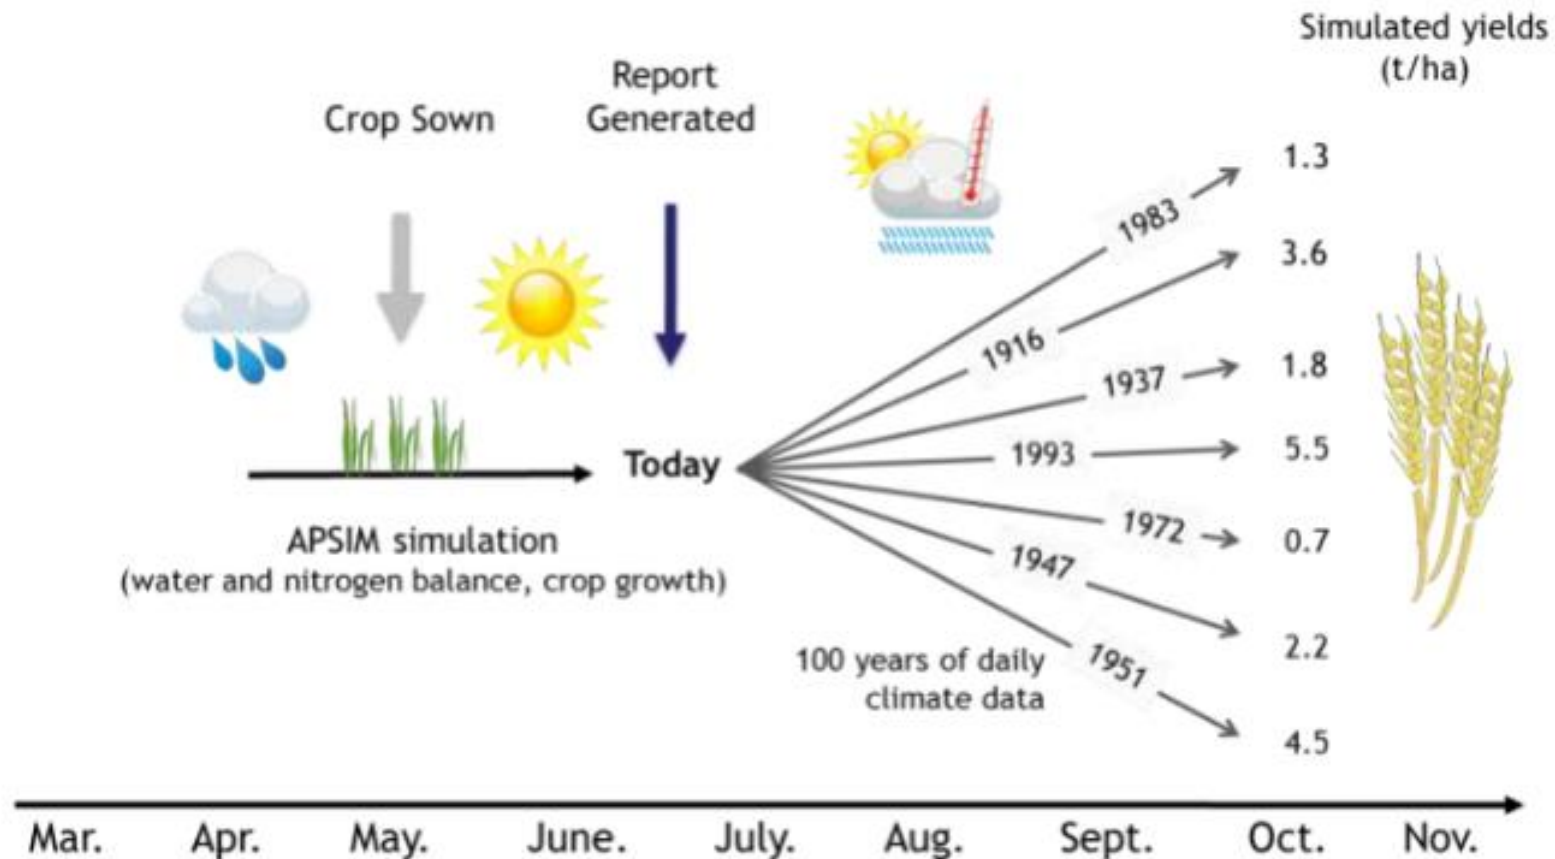 Simulated yields
(t/ha)
Report
Generated
Crop Sown
1.3
1983
3.6
1916
1.8
1937
5.5
1993
Today
0.7
1972
APSIM simulation
(water and nitrogen balance, crop growth)
1947
2.2
100 years of daily
climate data
1951
4.5
Mar. Apr. May. June. July. Aug. Sept. Oct. Nov.